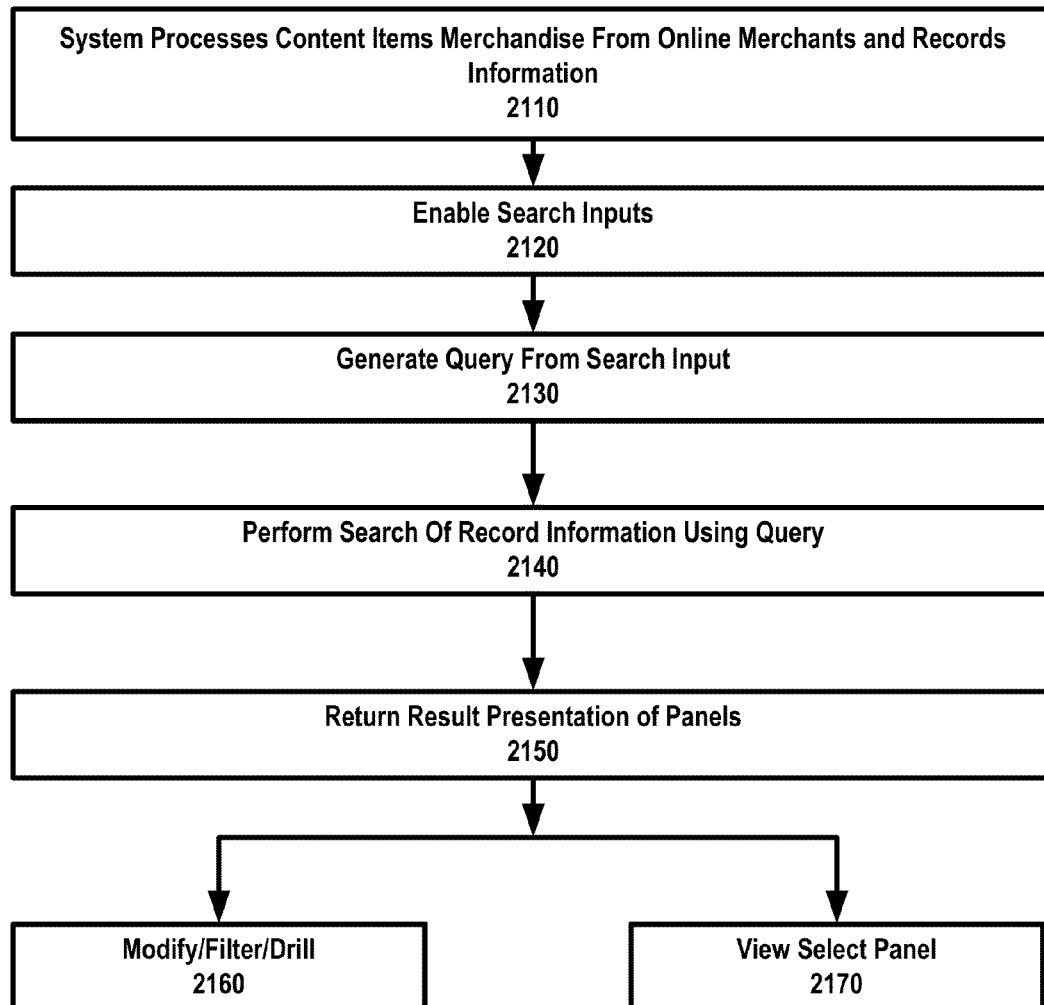 System Processes Content Items Merchandise From Online Merchants and Records
Information
2110
Enable Search Inputs
2120
Generate Query From Search Input
2130
Perform Search Of Record Information Using Query
2140
Return Result Presentation of Panels
2150
Modify/Filter/Drill
2160
View Select Panel
2170